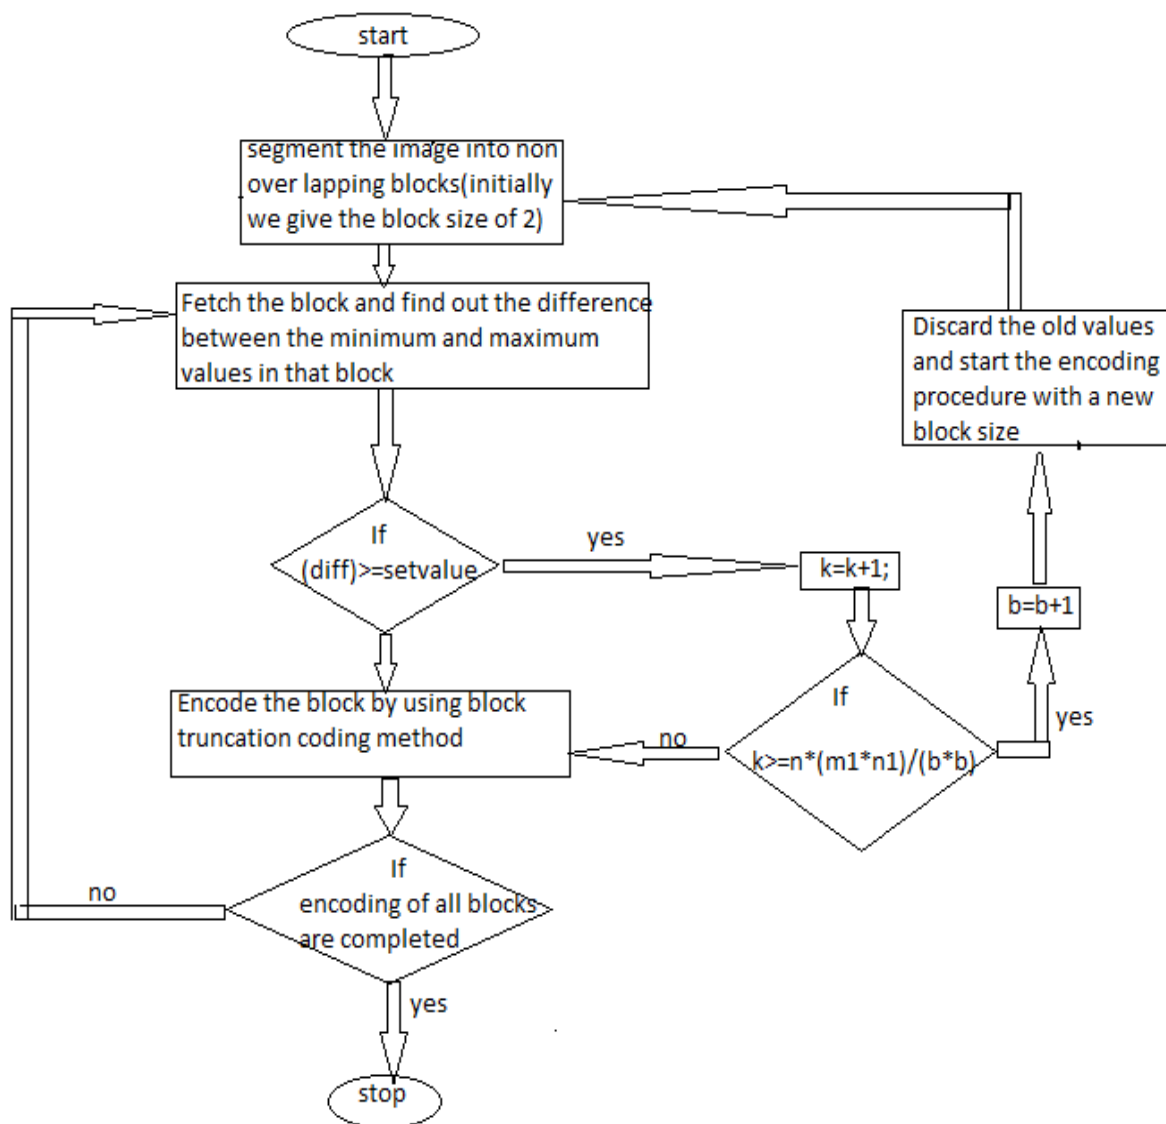 start
segment the image into non
over lapping blocks(initially
we give the block size of 2)
Fetch the block and find out the difference
between the minimum and maximum
values in that block
Discard the old values
and start the encoding
procedure with a new
block size
If
(diff)>=setvalue
yes
k=k+1;
b=b+1
If
k>=n*(m1*n1)/(b*b)
yes
no
Encode the block by using block
truncation coding method
If
encoding of all blocks
are completed
no
yes
stop